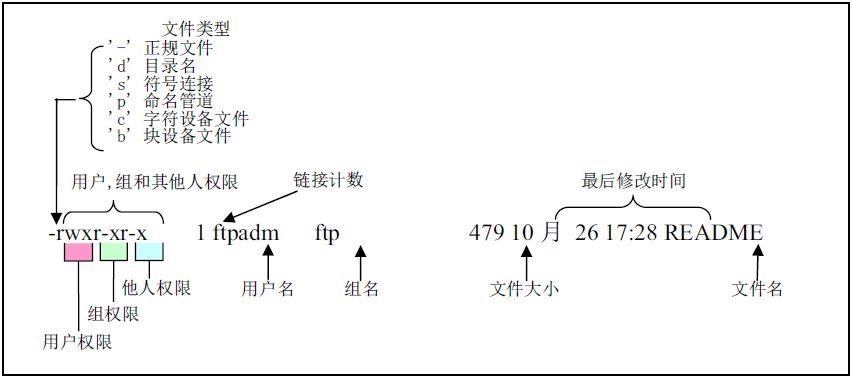 文件类型
'-' 正规文件
'd' 目录名
's' 符号连接
'p' 命名管道
'c' 字符设备文件
'b' 块设备文件
用户,组和其他人权限
链接计数
最后修改时间
-rwxr-xr-x 1 ftpadm ftp 479 10 月 26 17:28 README
他人权限
用户名
组名
文件大小
文件名
组权限
用户权限